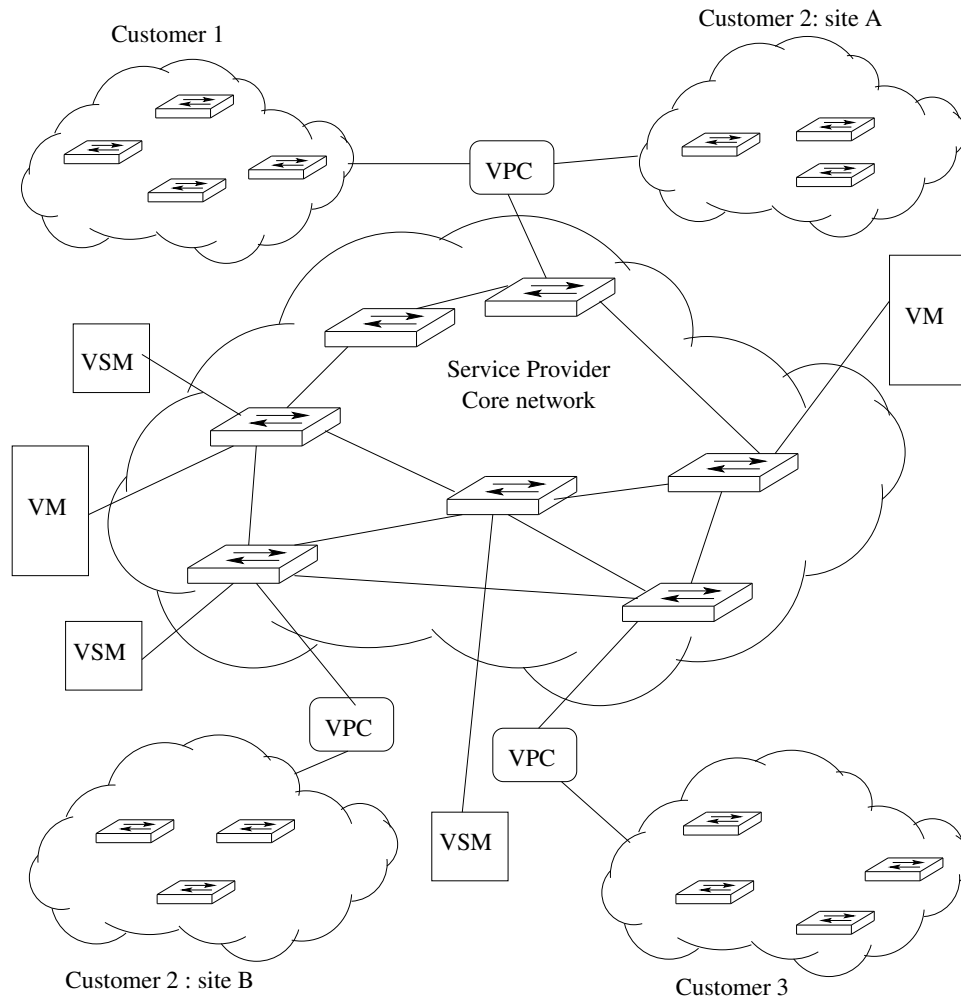 Customer 1
Customer 2: site A
VPC
VM
VSM
Service Provider
Core network
VM
VSM
VPC
VPC
VSM
Customer 2 : site B
Customer 3